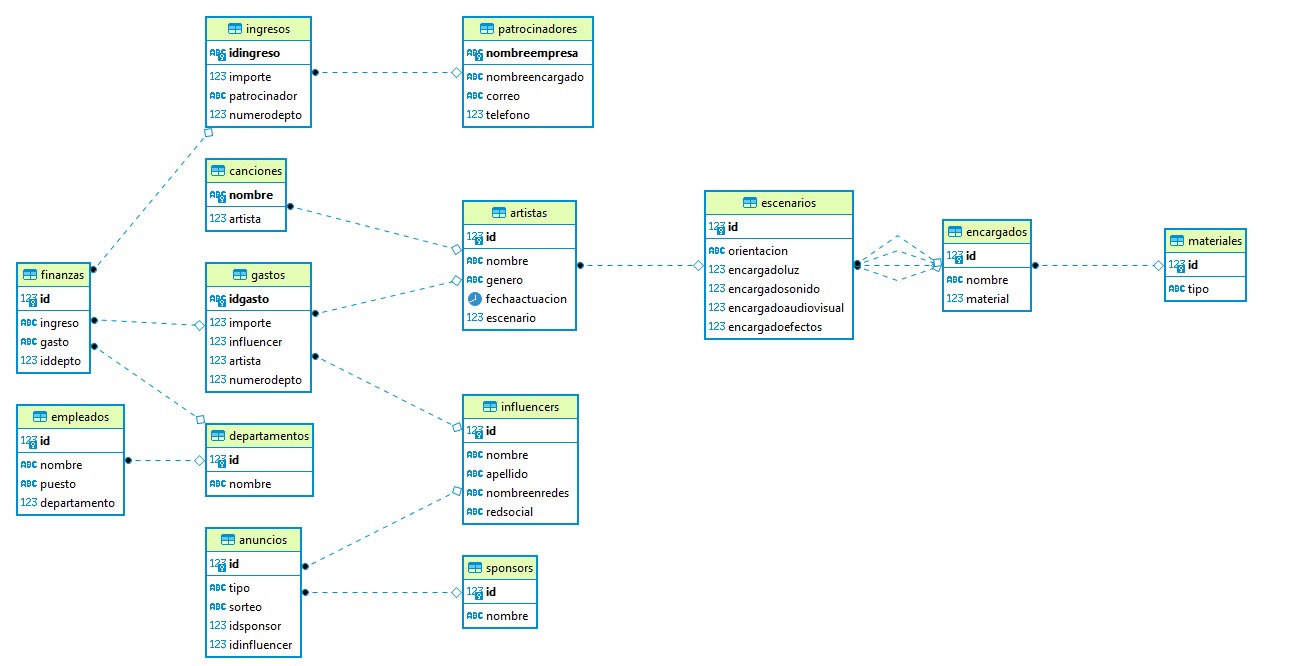 ingresos
ABC idingreso
123 importe
ABC patrocinador
123 numerodepto
patrocinadores
ABC nombreempresa
ABC nombreencargado
ABC correo
123 telefono
canciones
ABC nombre
123 artista
artistas
123 id
ABC nombre
ABC genero
fechaactuacion
123 escenario
escenarios
123 id
ABC orientacion
123 encargadoluz
123 encargadosonido
123 encargadoaudiovisual
123 encargadoefectos
encargados
123 id
ABC nombre
123 material
materiales
123 id
ABC tipo
finanzas
123 id
ABC ingreso
ABC gasto
123 iddepto
gastos
ABC idgasto
123 importe
123 influencer
123 artista
123 numerodepto
empleados
123 id
ABC nombre
ABC puesto
123 departamento
departamentos
123 id
ABC nombre
influencers
123 id
ABC nombre
ABC apellido
ABC nombreenredes
ABC redsocial
anuncios
123 id
ABC tipo
ABC sorteo
123 idsponsor
123 idinfluencer
sponsors
123 id
ABC nombre